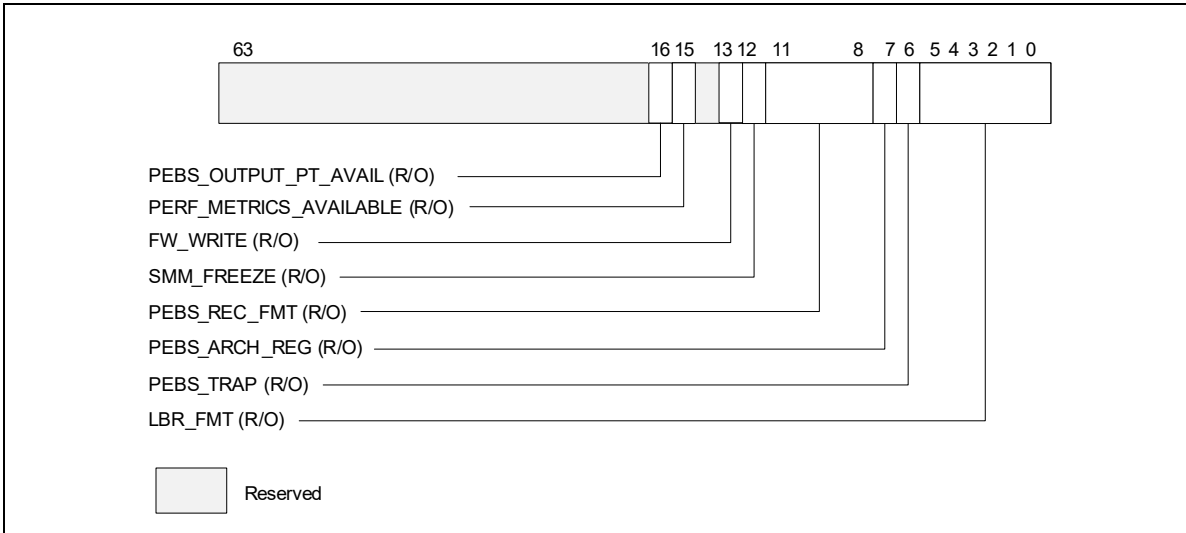 63 16 15 13 12 11 8 7 6 5 4 3 2 1 0
PEBS_OUTPUT_PT_AVAIL (R/O)
PERF_METRICS_AVAILABLE (R/O)
FW_WRITE (R/O)
SMM_FREEZE (R/O)
PEBS_REC_FMT (R/O)
PEBS_ARCH_REG (R/O)
PEBS_TRAP (R/O)
LBR_FMT (R/O)
Reserved